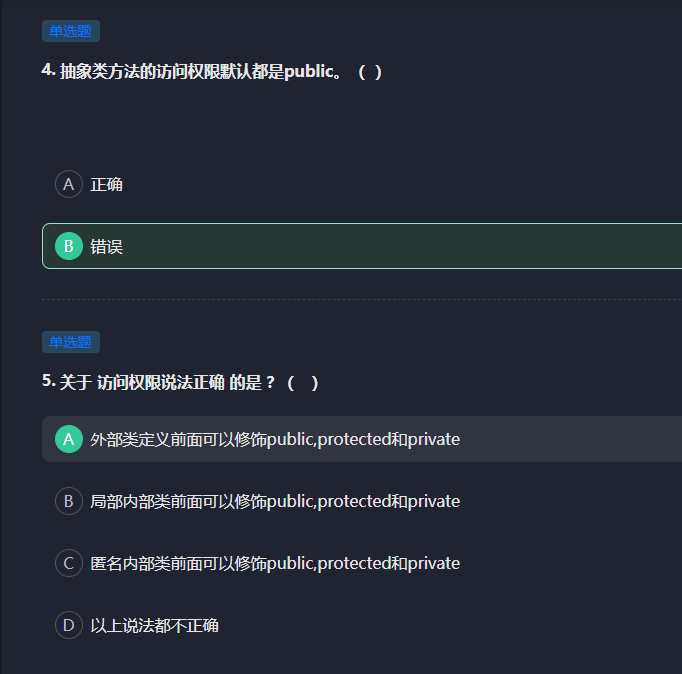 单选题
4. 抽象类方法的访问权限默认都是public。（ ）
A 正确
B 错误
单选题
5. 关于 访问权限说法正确 的是 ? （ ）
A 外部类定义前面可以修饰public,protected和private
B 局部内部类前面可以修饰public,protected和private
C 匿名内部类前面可以修饰public,protected和private
D 以上说法都不正确